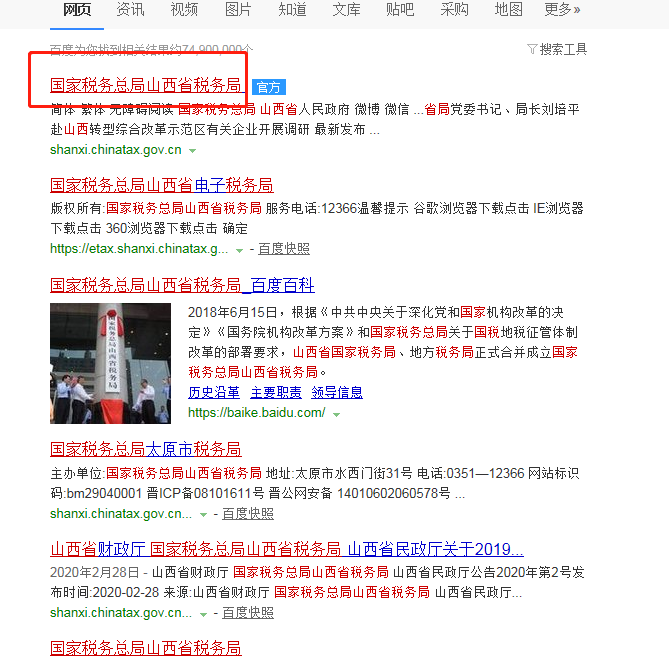 网页 资讯 视频 图片 知道 文库 贴吧 采购 地图 更多»
百度为您找到相关结果约74,900,000个 搜索工具
国家税务总局山西省税务局 官方
简体 繁体 无障碍阅读 国家税务总局 山西省人民政府 微博 微信 ...省局党委书记、局长刘培平
赴山西转型综合改革示范区有关企业开展调研 最新发布 ...
shanxi.chinatax.gov.cn
国家税务总局山西省电子税务局
版权所有:国家税务总局山西省税务局 服务电话:12366温馨提示 谷歌浏览器下载点击 IE浏览器
下载点击 360浏览器下载点击 确定
https://etax.shanxi.chinatax.g... - 百度快照
国家税务总局山西省税务局_百度百科
2018年6月15日，根据《中共中央关于深化党和国家机构改革的决
定》《国务院机构改革方案》和国家税务总局关于国税地税征管体制
改革的部署要求，山西省国家税务局、地方税务局正式合并成立国家
税务总局山西省税务局。
历史沿革 主要职责 领导信息
https://baike.baidu.com/
国家税务总局山西省税务局
国家税务总局太原市税务局
主办单位:国家税务总局山西省税务局 地址:太原市水西门街31号 电话:0351—12366 网站标识
码:bm29040001 晋ICP备08101611号 晋公网安备 14010602060578号 ...
shanxi.chinatax.gov.cn... - 百度快照
山西省财政厅 国家税务总局山西省税务局 山西省民政厅关于2019...
2020年2月28日 - 山西省财政厅 国家税务总局山西省税务局 山西省民政厅公告2020年第2号发
布时间:2020-02-28 来源:山西省财政厅 国家税务总局山西省税务局 山西省民政厅...
shanxi.chinatax.gov.cn... - 百度快照
国家税务总局山西省税务局